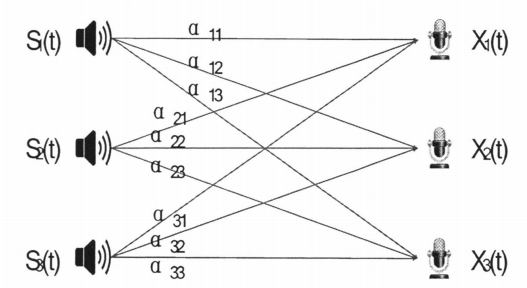 S1(t) α 11 X1(t)
α 12
α 13
α 21
S2(t) α 22 X2(t)
α 23
α 31
α 32
S3(t) α 33 X3(t)